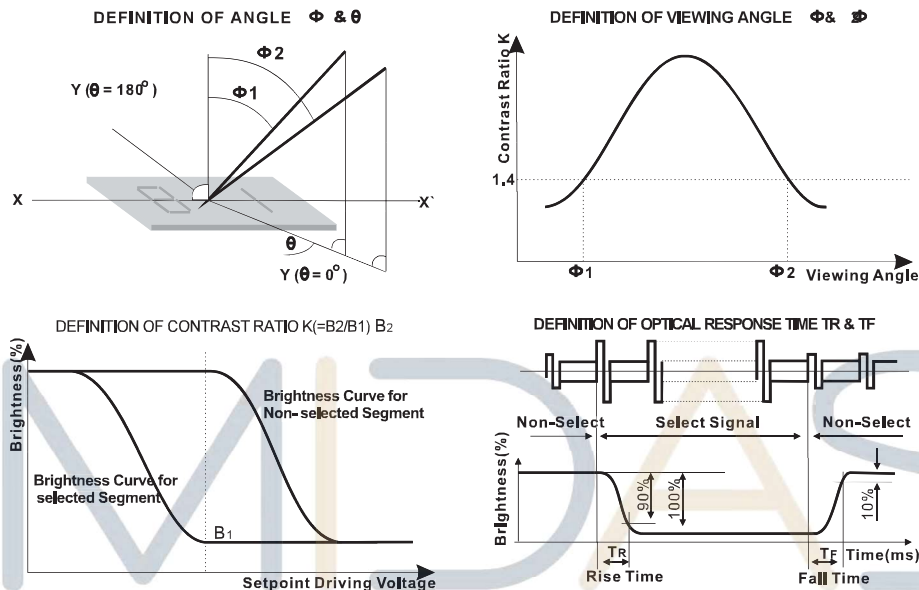 DEFINITION OF ANGLE Φ & θ
Φ2
Φ1
Y (θ = 180°)
X
X`
θ
Y (θ = 0°)
DEFINITION OF VIEWING ANGLE Φ &
Contrast Ratio K
1.4
Φ1
Φ2
Viewing Angle
DEFINITION OF CONTRAST RATIO K(=B2/B1) B2
Brightness(%)
Brightness Curve for
Non-selected Segment
Brightness Curve for
selected Segment
B1
Setpoint Driving Voltage
DEFINITION OF OPTICAL RESPONSE TIME TR & TF
Non-Select
Select Signal
Non-Select
Brightness(%)
90%
100%
10%
TR
TF
Time(ms)
Rise Time
Fall Time
MIDAS